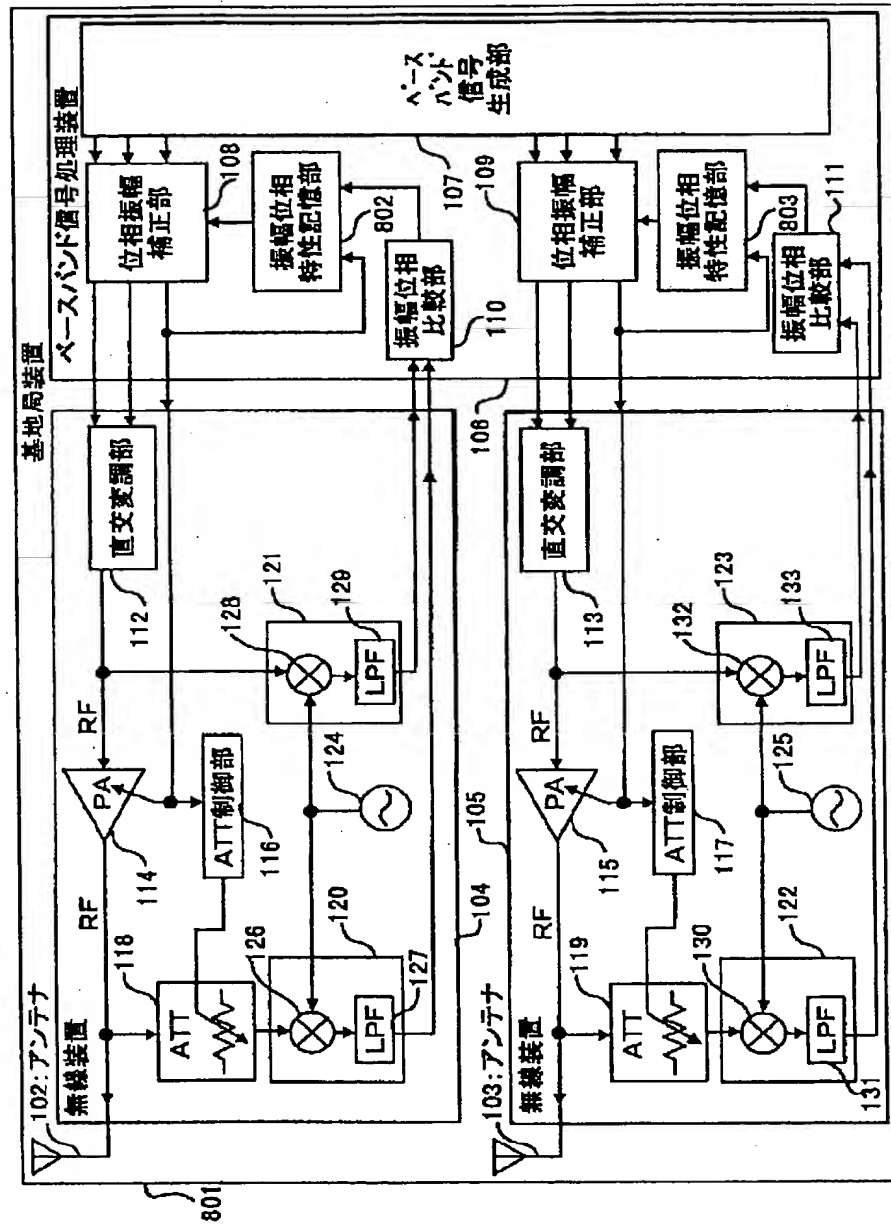 基地局装置
801
102:アンテナ
無線装置
RF
PA
114
RF
112
直交変調部
118
ATT
ATT制御部
116
126
120
LPF
127
124
128
121
129
LPF
104
105
ベースバンド信号処理装置
位相振幅
補正部
108
振幅位相
特性記憶部
802
振幅位相
比較部
110
106
107
ベース
バンド
信号
生成部
103:アンテナ
無線装置
RF
PA
115
RF
113
直交変調部
119
ATT
ATT制御部
117
130
122
LPF
131
125
132
123
133
LPF
位相振幅
補正部
109
振幅位相
特性記憶部
803
振幅位相
比較部
111